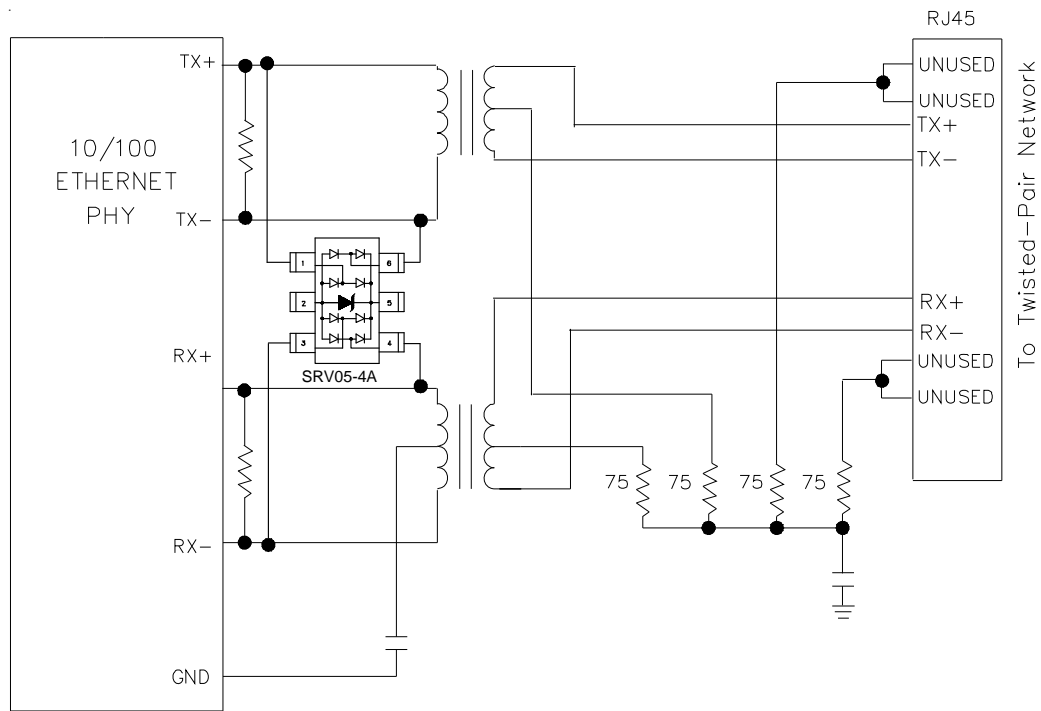 RJ45
TX+
UNUSED
UNUSED
TX+
TX-
10/100
ETHERNET
PHY
TX-
1
6
2
5
3
4
SRV05-4A
RX+
RX+
RX-
UNUSED
UNUSED
To Twisted-Pair Network
75
75
75
75
RX-
GND